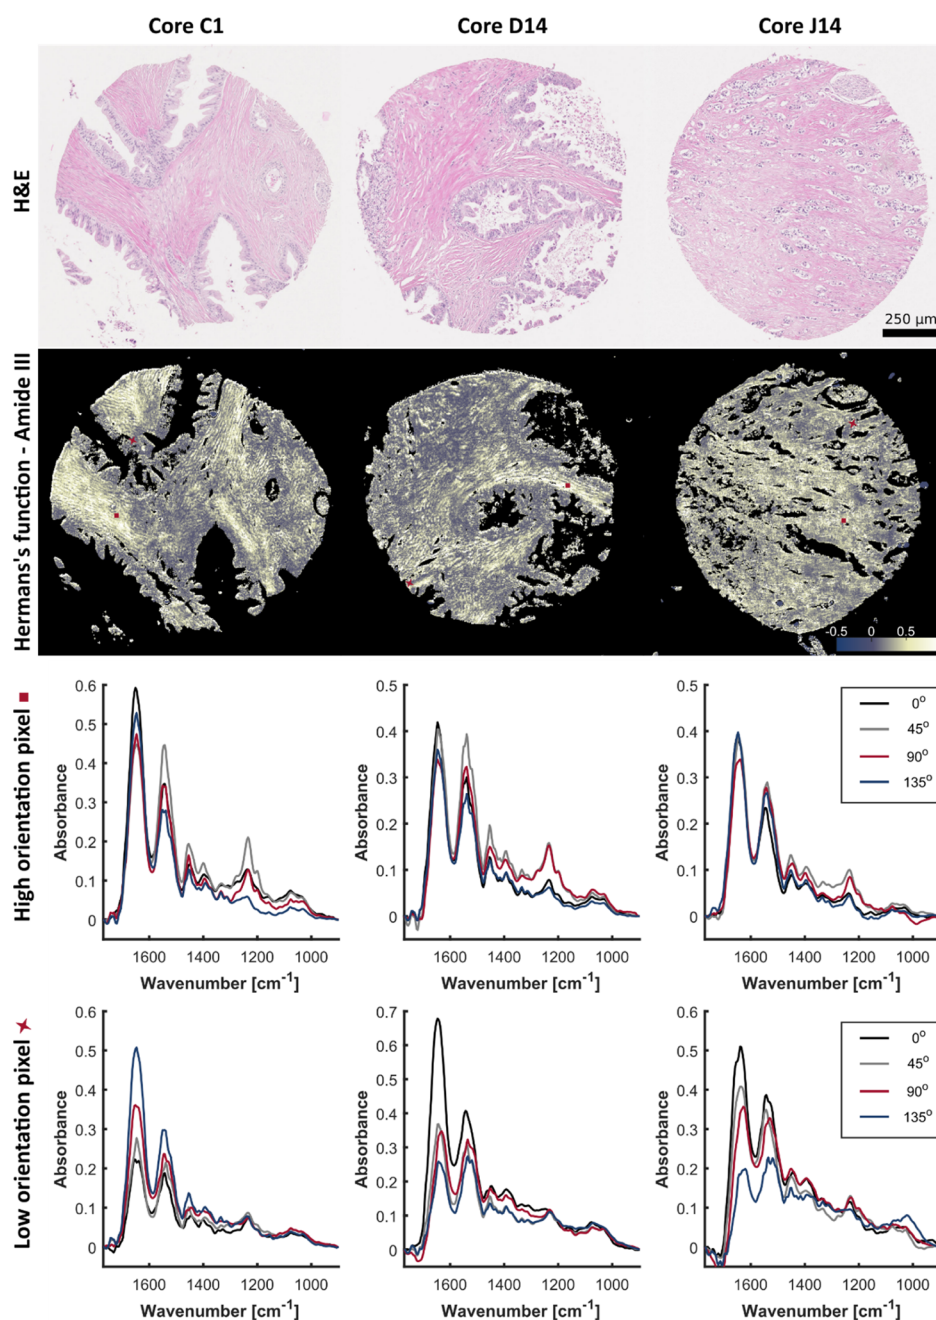 Core C1 Core D14 Core J14
H&E
250 µm
Hermans's function - Amide III
-0.5 0 0.5
High orientation pixel
0.6
0.5
0.4
0.3
0.2
0.1
0
Absorbance
1600 1400 1200 1000
Wavenumber [cm-1]
0.5
0.4
0.3
0.2
0.1
0
Absorbance
1600 1400 1200 1000
Wavenumber [cm-1]
0.5
0.4
0.3
0.2
0.1
0
Absorbance
1600 1400 1200 1000
Wavenumber [cm-1]
0o
45o
90o
135o
Low orientation pixel
0.6
0.5
0.4
0.3
0.2
0.1
0
Absorbance
1600 1400 1200 1000
Wavenumber [cm-1]
0.7
0.6
0.5
0.4
0.3
0.2
0.1
0
Absorbance
1600 1400 1200 1000
Wavenumber [cm-1]
0.6
0.5
0.4
0.3
0.2
0.1
0
Absorbance
1600 1400 1200 1000
Wavenumber [cm-1]
0o
45o
90o
135o